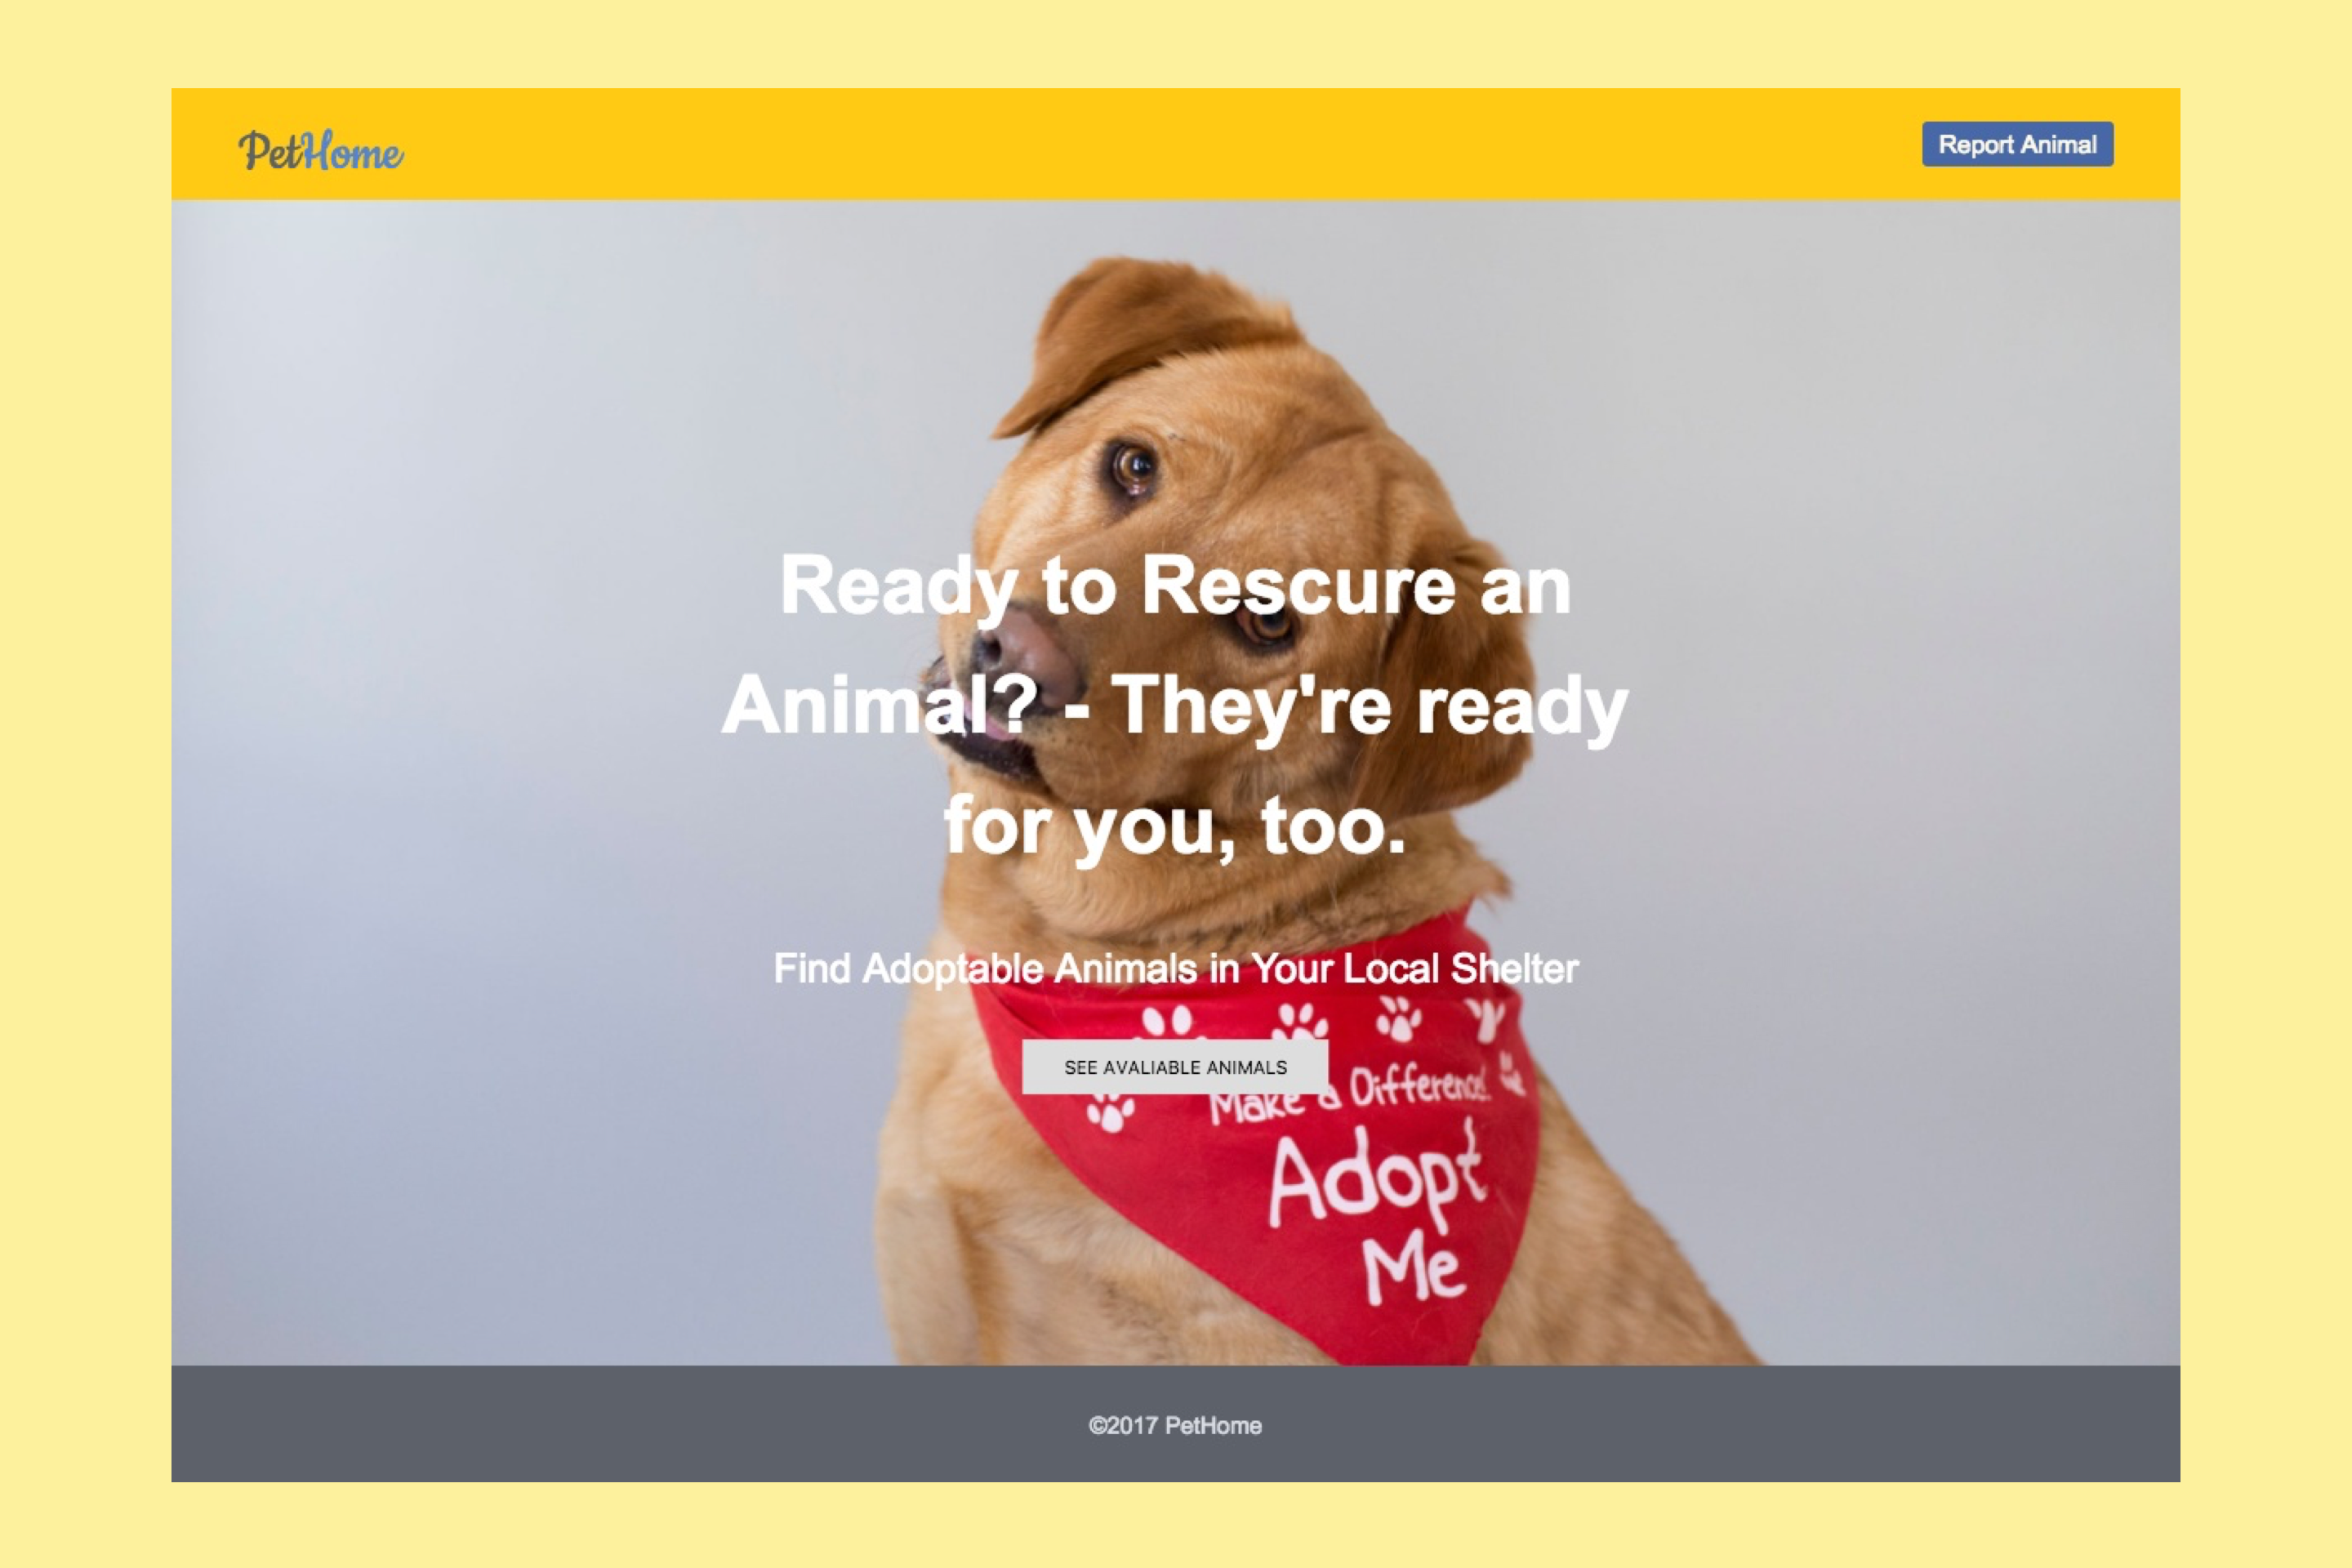 PetHome
Report Animal
Ready to Rescure an
Animal? - They're ready
for you, too.
Find Adoptable Animals in Your Local Shelter
SEE AVALIABLE ANIMALS
Make a Difference!
Adopt
Me
©2017 PetHome